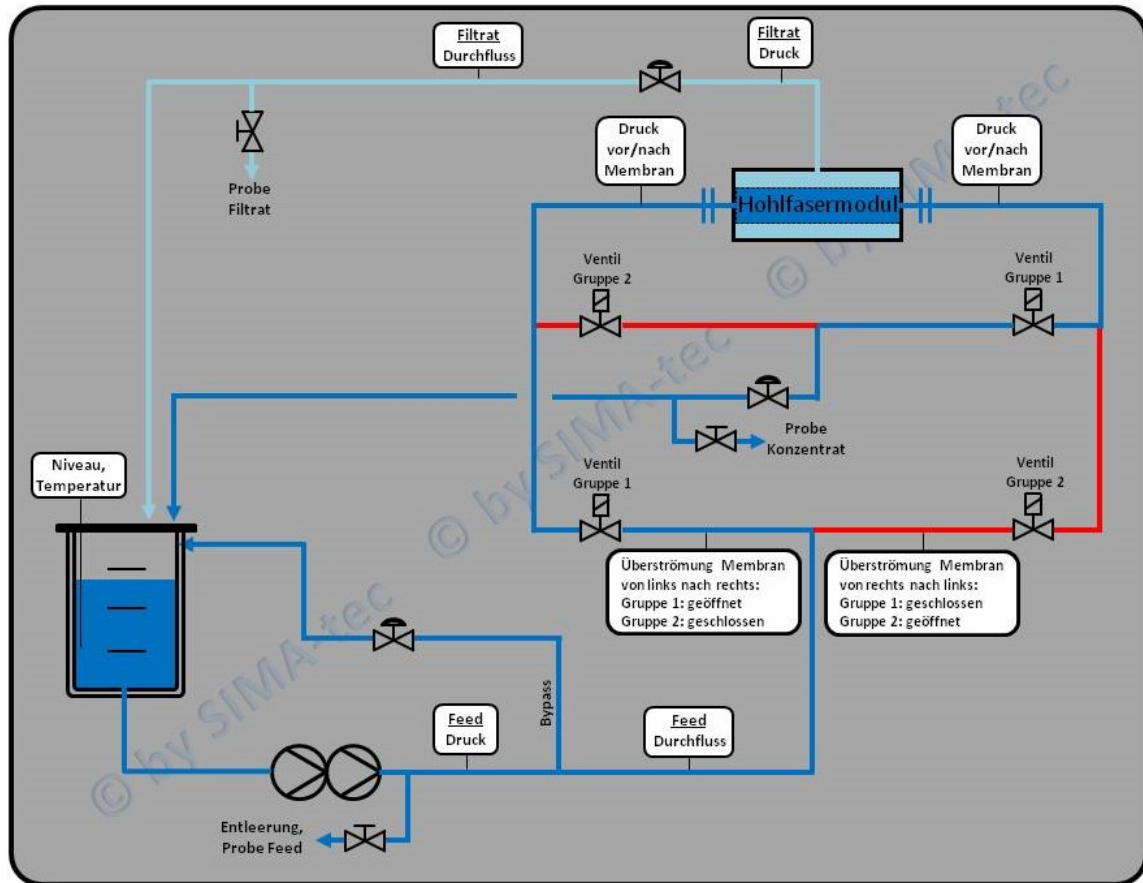 Filtrat
Durchfluss
Filtrat
Druck
Druck
vor/nach
Membran
Druck
vor/nach
Membran
Probe
Filtrat
Hohlfasermodul
Ventil
Gruppe 2
Ventil
Gruppe 1
Probe
Konzentrat
Niveau,
Temperatur
Ventil
Gruppe 1
Ventil
Gruppe 2
Überströmung Membran
von links nach rechts:
Gruppe 1: geöffnet
Gruppe 2: geschlossen
Überströmung Membran
von rechts nach links:
Gruppe 1: geschlossen
Gruppe 2: geöffnet
Bypass
Feed
Druck
Feed
Durchfluss
Entleerung,
Probe Feed
© by SIMA-tec
© by SIMA-tec
© by SIMA-tec